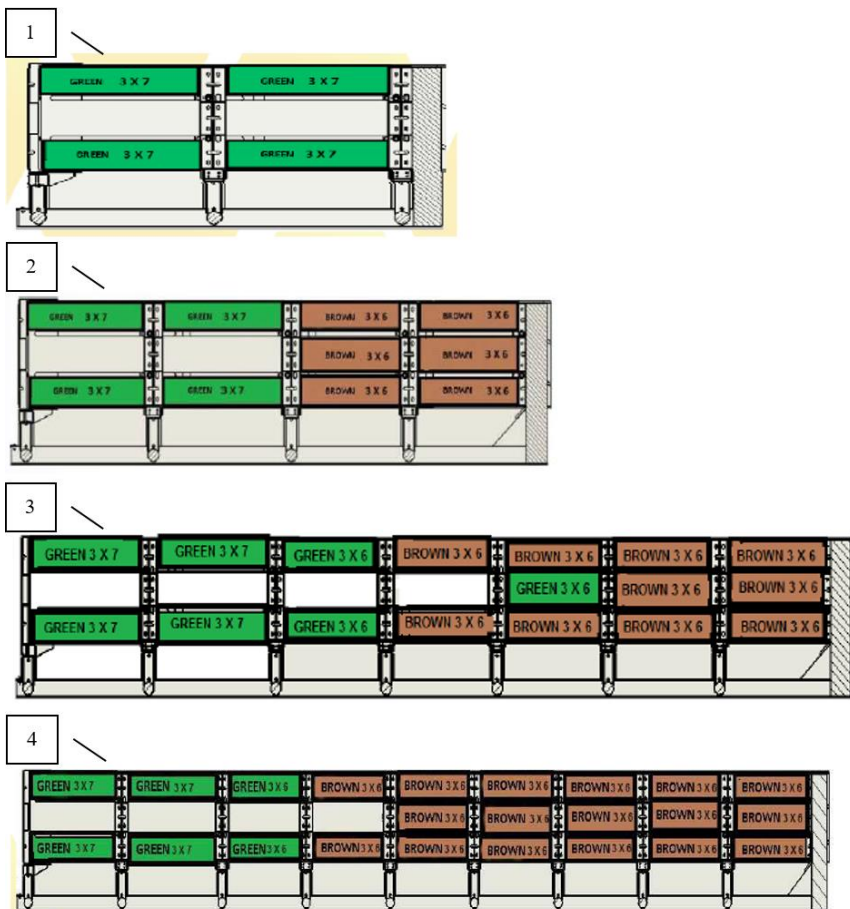 1
GREEN 3 X 7 GREEN 3 X 7
GREEN 3 X 7 GREEN 3 X 7
2
GREEN 3 X 7 GREEN 3 X 7 BROWN 3 X 6 BROWN 3 X 6
BROWN 3 X 6 BROWN 3 X 6
GREEN 3 X 7 GREEN 3 X 7 BROWN 3 X 6 BROWN 3 X 6
3
GREEN 3 X 7 GREEN 3 X 7 GREEN 3 X 6 BROWN 3 X 6 BROWN 3 X 6 BROWN 3 X 6 BROWN 3 X 6
GREEN 3 X 6 BROWN 3 X 6 BROWN 3 X 6
GREEN 3 X 7 GREEN 3 X 7 GREEN 3 X 6 BROWN 3 X 6 BROWN 3 X 6 BROWN 3 X 6 BROWN 3 X 6
4
GREEN 3 X 7 GREEN 3 X 7 GREEN 3 X 6 BROWN 3 X 6 BROWN 3 X 6 BROWN 3 X 6 BROWN 3 X 6 BROWN 3 X 6 BROWN 3 X 6
BROWN 3 X 6 BROWN 3 X 6 BROWN 3 X 6 BROWN 3 X 6 BROWN 3 X 6
GREEN 3 X 7 GREEN 3 X 7 GREEN 3 X 6 BROWN 3 X 6 BROWN 3 X 6 BROWN 3 X 6 BROWN 3 X 6 BROWN 3 X 6 BROWN 3 X 6